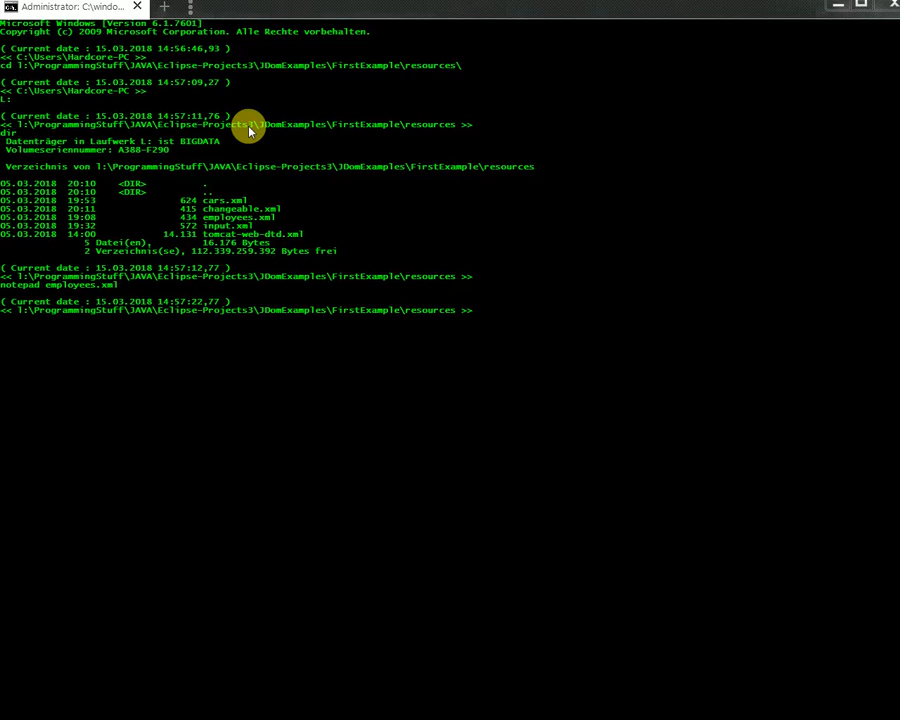 Administrator: C:\windo...
Microsoft Windows [Version 6.1.7601]
Copyright (c) 2009 Microsoft Corporation. Alle Rechte vorbehalten.
( Current date : 15.03.2018 14:56:46,93 )
<< C:\Users\Hardcore-PC >>
cd l:\ProgrammingStuff\JAVA\Eclipse-Projects3\JDomExamples\FirstExample\resources\
( Current date : 15.03.2018 14:57:09,27 )
<< C:\Users\Hardcore-PC >>
L:
( Current date : 15.03.2018 14:57:11,76 )
<< l:\ProgrammingStuff\JAVA\Eclipse-Projects3\JDomExamples\FirstExample\resources >>
dir
Datenträger in Laufwerk L: ist BIGDATA
Volumeseriennummer: A388-F290
Verzeichnis von l:\ProgrammingStuff\JAVA\Eclipse-Projects3\JDomExamples\FirstExample\resources
05.03.2018 20:10 <DIR> .
05.03.2018 20:10 <DIR> ..
05.03.2018 19:53 624 cars.xml
05.03.2018 20:11 415 changeable.xml
05.03.2018 19:08 434 employees.xml
05.03.2018 19:32 572 input.xml
05.03.2018 14:00 14.131 tomcat-web-dtd.xml
5 Datei(en), 16.176 Bytes
2 Verzeichnis(se), 112.339.259.392 Bytes frei
( Current date : 15.03.2018 14:57:12,77 )
<< l:\ProgrammingStuff\JAVA\Eclipse-Projects3\JDomExamples\FirstExample\resources >>
notepad employees.xml
( Current date : 15.03.2018 14:57:22,77 )
<< l:\ProgrammingStuff\JAVA\Eclipse-Projects3\JDomExamples\FirstExample\resources >>